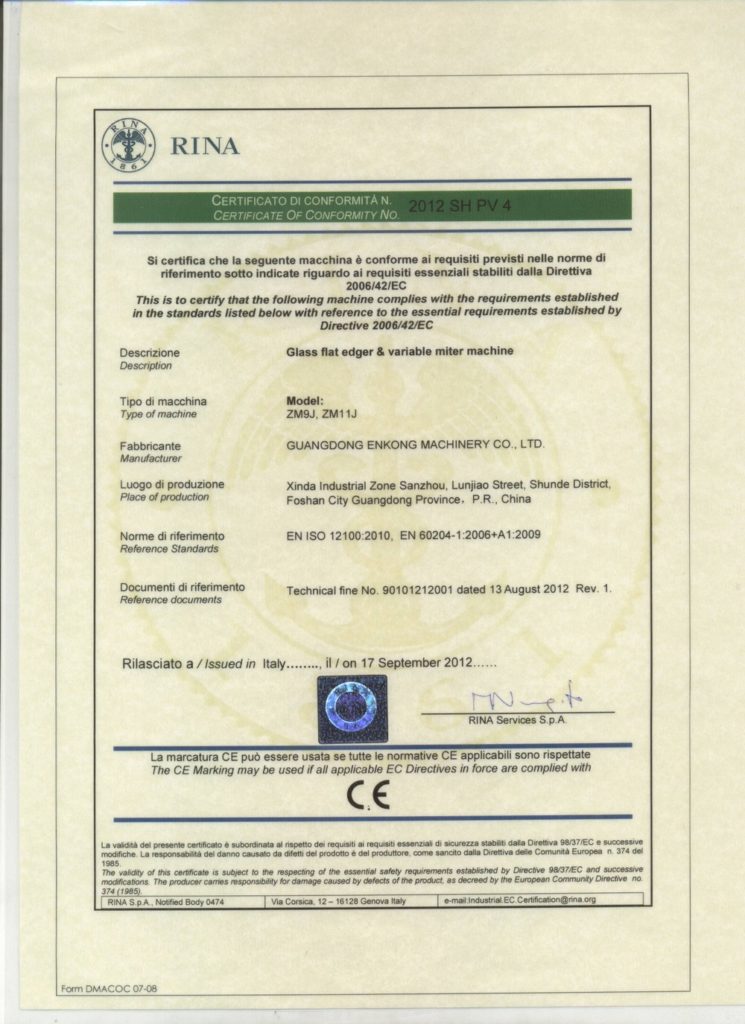 RINA
1861
RINA
CERTIFICATO DI CONFORMITÀ N.
CERTIFICATE OF CONFORMITY NO.
2012 SH PV 4
Si certifica che la seguente macchina è conforme ai requisiti previsti nelle norme di
riferimento sotto indicate riguardo ai requisiti essenziali stabiliti dalla Direttiva
2006/42/EC
This is to certify that the following machine complies with the requirements established
in the standards listed below with reference to the essential requirements established by
Directive 2006/42/EC
Descrizione
Description
Glass flat edger & variable miter machine
Tipo di macchina
Type of machine
Model:
ZM9J, ZM11J
Fabbricante
Manufacturer
GUANGDONG ENKONG MACHINERY CO., LTD.
Luogo di produzione
Place of production
Xinda Industrial Zone Sanzhou, Lunjiao Street, Shunde District,
Foshan City Guangdong Province， P.R., China
Norme di riferimento
Reference Standards
EN ISO 12100:2010, EN 60204-1:2006+A1:2009
Documenti di riferimento
Reference documents
Technical fine No. 90101212001 dated 13 August 2012 Rev. 1.
Rilasciato a / Issued in Italy........, il / on 17 September 2012......
RINA Services S.p.A.
La marcatura CE può essere usata se tutte le normative CE applicabili sono rispettate
The CE Marking may be used if all applicable EC Directives in force are complied with
CE
La validità del presente certificato è subordinata al rispetto dei requisiti ai requisiti essenziali di sicurezza stabiliti dalla Direttiva 98/37/EC e successive
modifiche. La responsabilità del danno causato da difetti del prodotto è del produttore, come sancito dalla Direttiva delle Comunità Europea n. 374 del
1985.
The validity of this certificate is subject to the respecting of the essential safety requirements established by Directive 98/37/EC and successive
modifications. The producer carries responsibility for damage caused by defects of the product, as decreed by the European Community Directive no.
374 (1985).
RINA S.p.A., Notified Body 0474
Via Corsica, 12 – 16128 Genova Italy
e-mail:Industrial.EC.Certification@rina.org
Form DMACOC 07-08